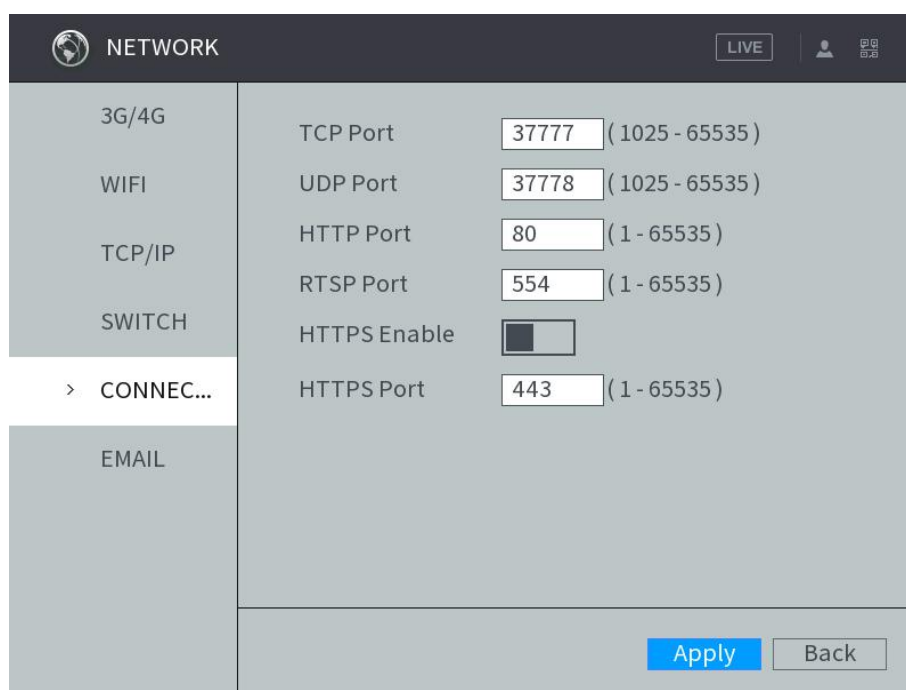 NETWORK
LIVE
3G/4G
WIFI
TCP/IP
SWITCH
> CONNEC...
EMAIL
TCP Port 37777 (1025 - 65535)
UDP Port 37778 (1025 - 65535)
HTTP Port 80 (1 - 65535)
RTSP Port 554 (1 - 65535)
HTTPS Enable
HTTPS Port 443 (1 - 65535)
Apply Back